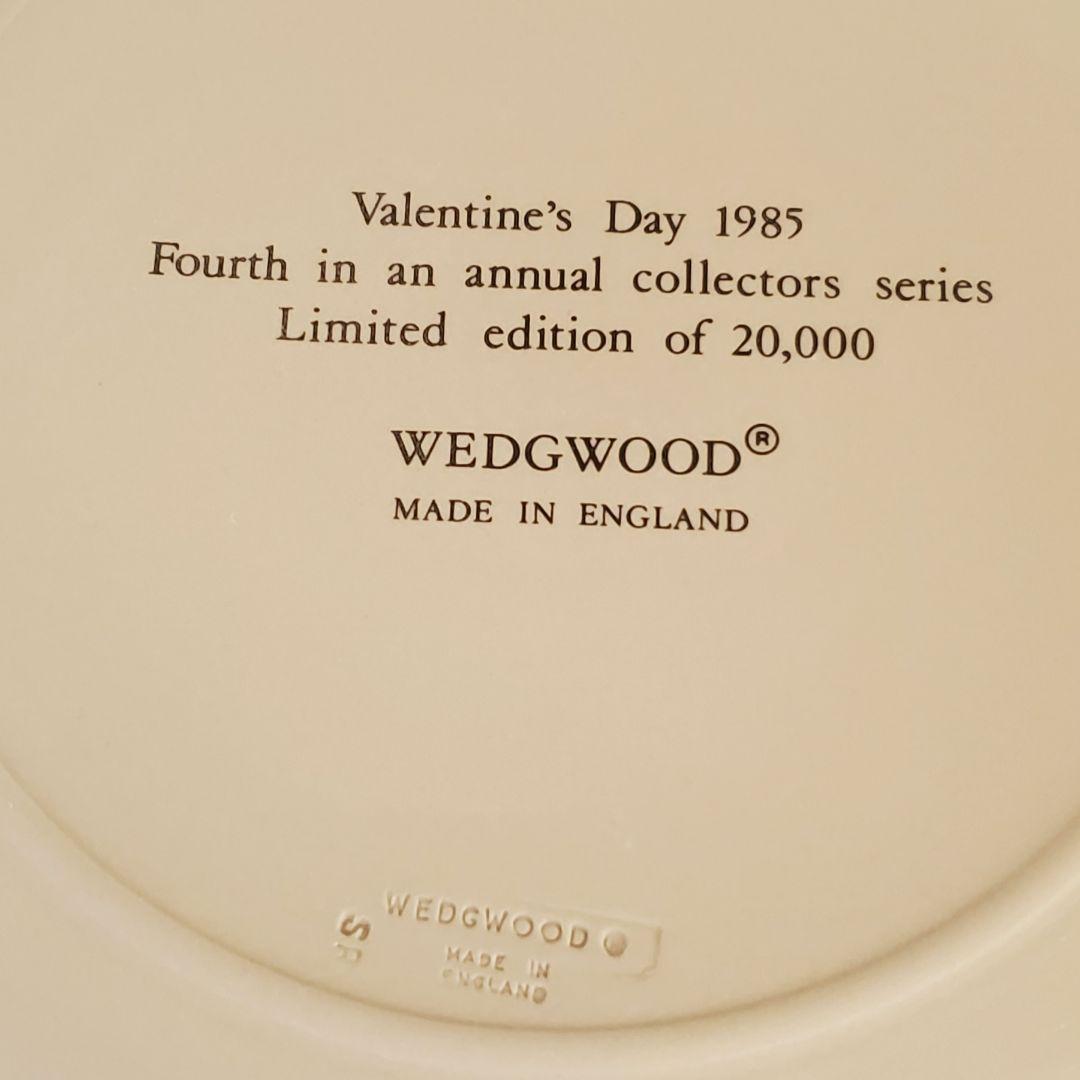 Valentine's Day 1985
Fourth in an annual collectors series
Limited edition of 20,000
WEDGWOOD®
MADE IN ENGLAND
WEDGWOOD
MADE IN
ENGLAND